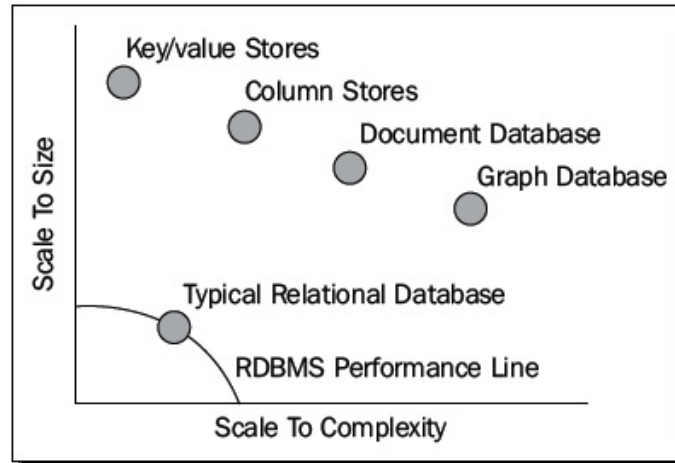 Key/value Stores
Column Stores
Document Database
Graph Database
Scale To Size
Typical Relational Database
RDBMS Performance Line
Scale To Complexity